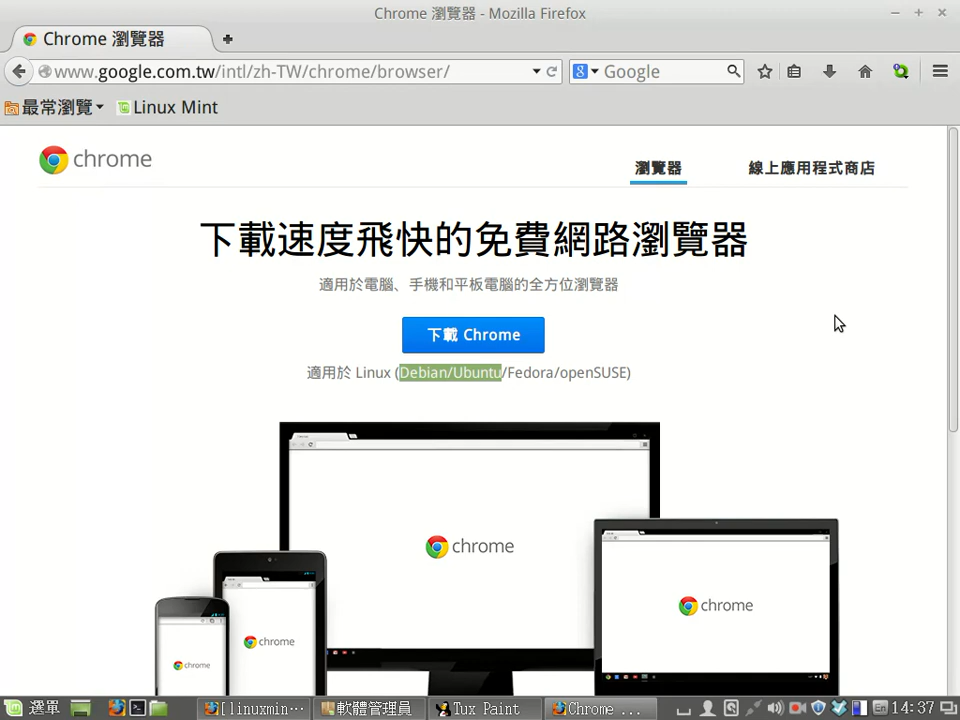 Chrome 瀏覽器 - Mozilla Firefox
Chrome 瀏覽器
www.google.com.tw/intl/zh-TW/chrome/browser/
8 Google
最常瀏覽 Linux Mint
chrome
瀏覽器 線上應用程式商店
下載速度飛快的免費網路瀏覽器
適用於電腦、手機和平板電腦的全方位瀏覽器
下載 Chrome
適用於 Linux (Debian/Ubuntu/Fedora/openSUSE)
chrome
chrome
chrome
chrome
選單 [linuxmin... 軟體管理員 Tux Paint Chrome ... En 14:37